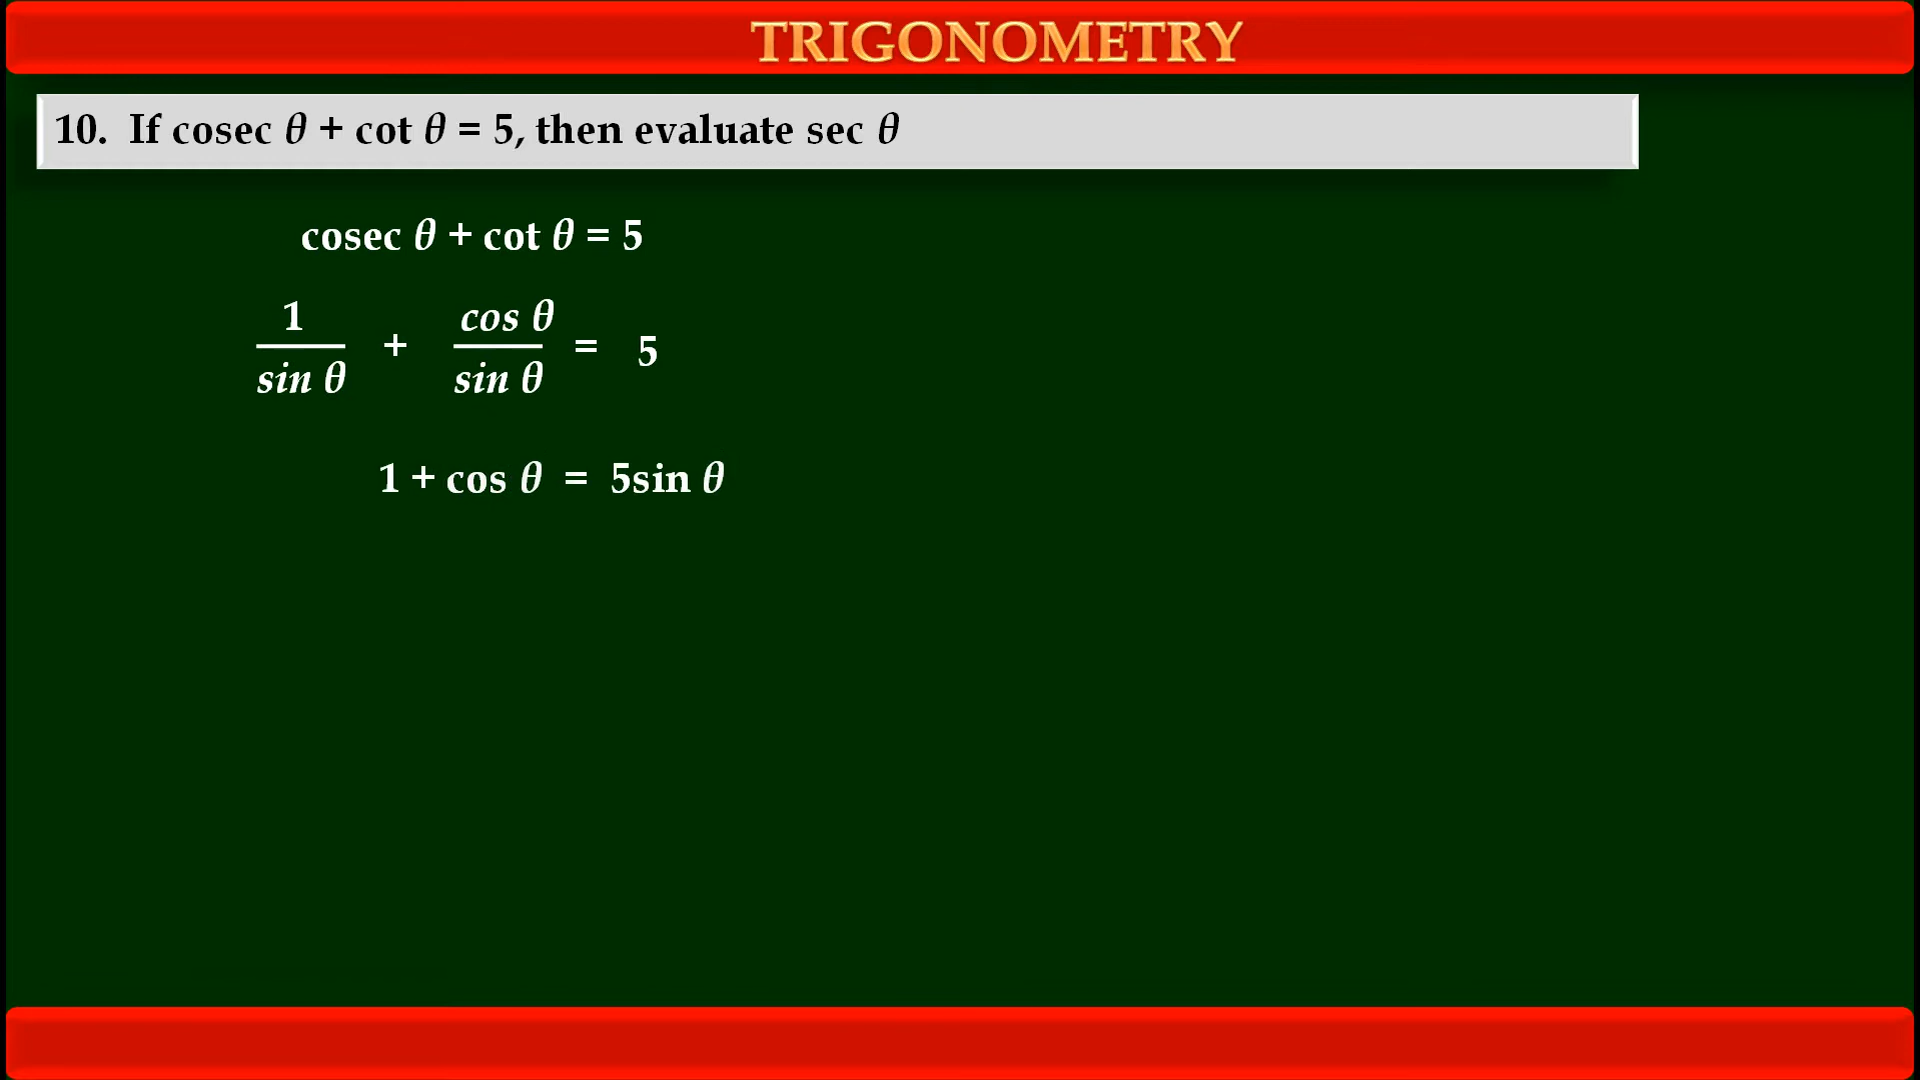 TRIGONOMETRY
10. If cosec θ + cot θ = 5, then evaluate sec θ
cosec θ + cot θ = 5
1/sin θ + cos θ/sin θ = 5
1 + cos θ = 5sin θ